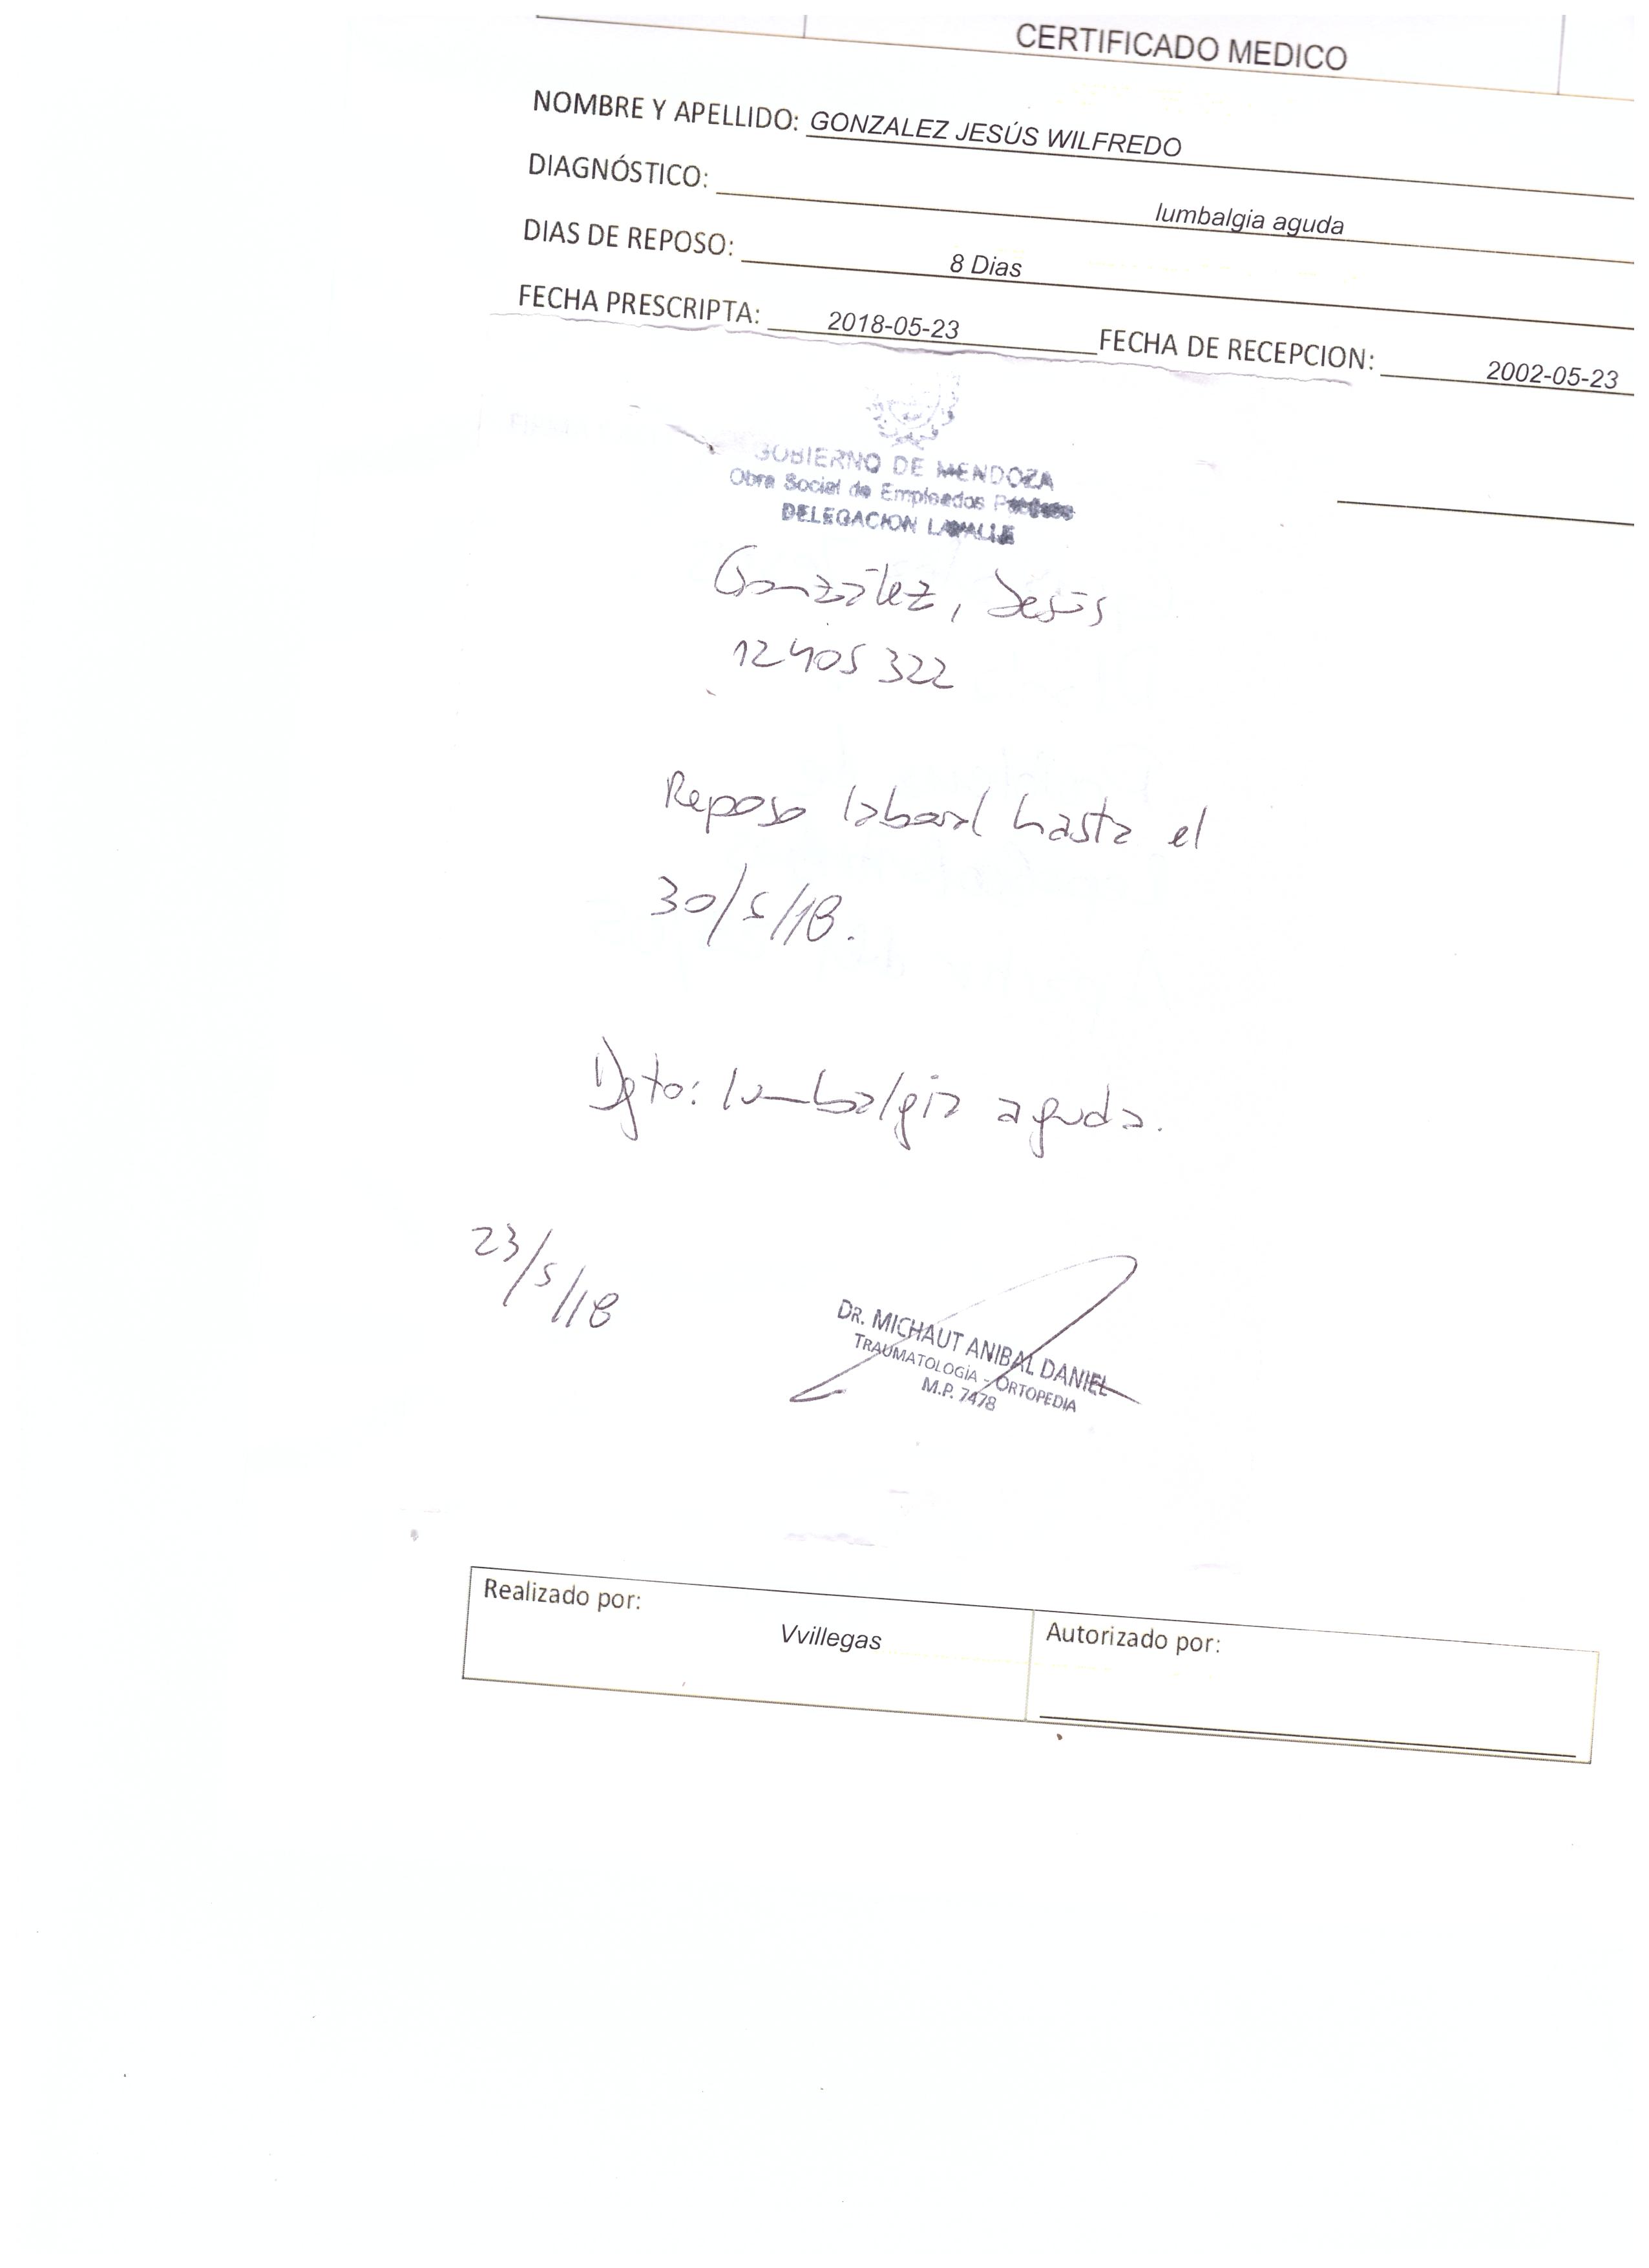 CERTIFICADO MEDICO
NOMBRE Y APELLIDO: GONZALEZ JESÚS WILFREDO
DIAGNÓSTICO: lumbalgia aguda
DIAS DE REPOSO: 8 Dias
FECHA PRESCRIPTA: 2018-05-23 FECHA DE RECEPCION: 2002-05-23
GOBIERNO DE MENDOZA
Obra Social de Empleados
DELEGACION LAVALLE
González, Jesús
12405322
Reposo laboral hasta el
30/5/18.
Dgto: lumbalgia aguda.
23/5/18
DR. MICHAUT ANIBAL DANIEL
TRAUMATOLOGÍA - ORTOPEDIA
M.P. 7478
Realizado por:
Vvillegas
Autorizado por: